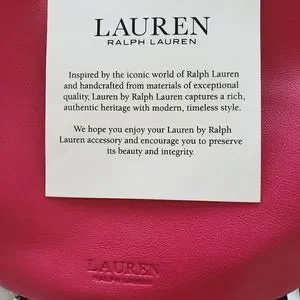 LAUREN
RALPH LAUREN
Inspired by the iconic world of Ralph Lauren
and handcrafted from materials of exceptional
quality, Lauren by Ralph Lauren captures a rich,
authentic heritage with modern, timeless style.
We hope you enjoy your Lauren by Ralph
Lauren accessory and encourage you to preserve
its beauty and integrity.
LAUREN
RALPH LAUREN